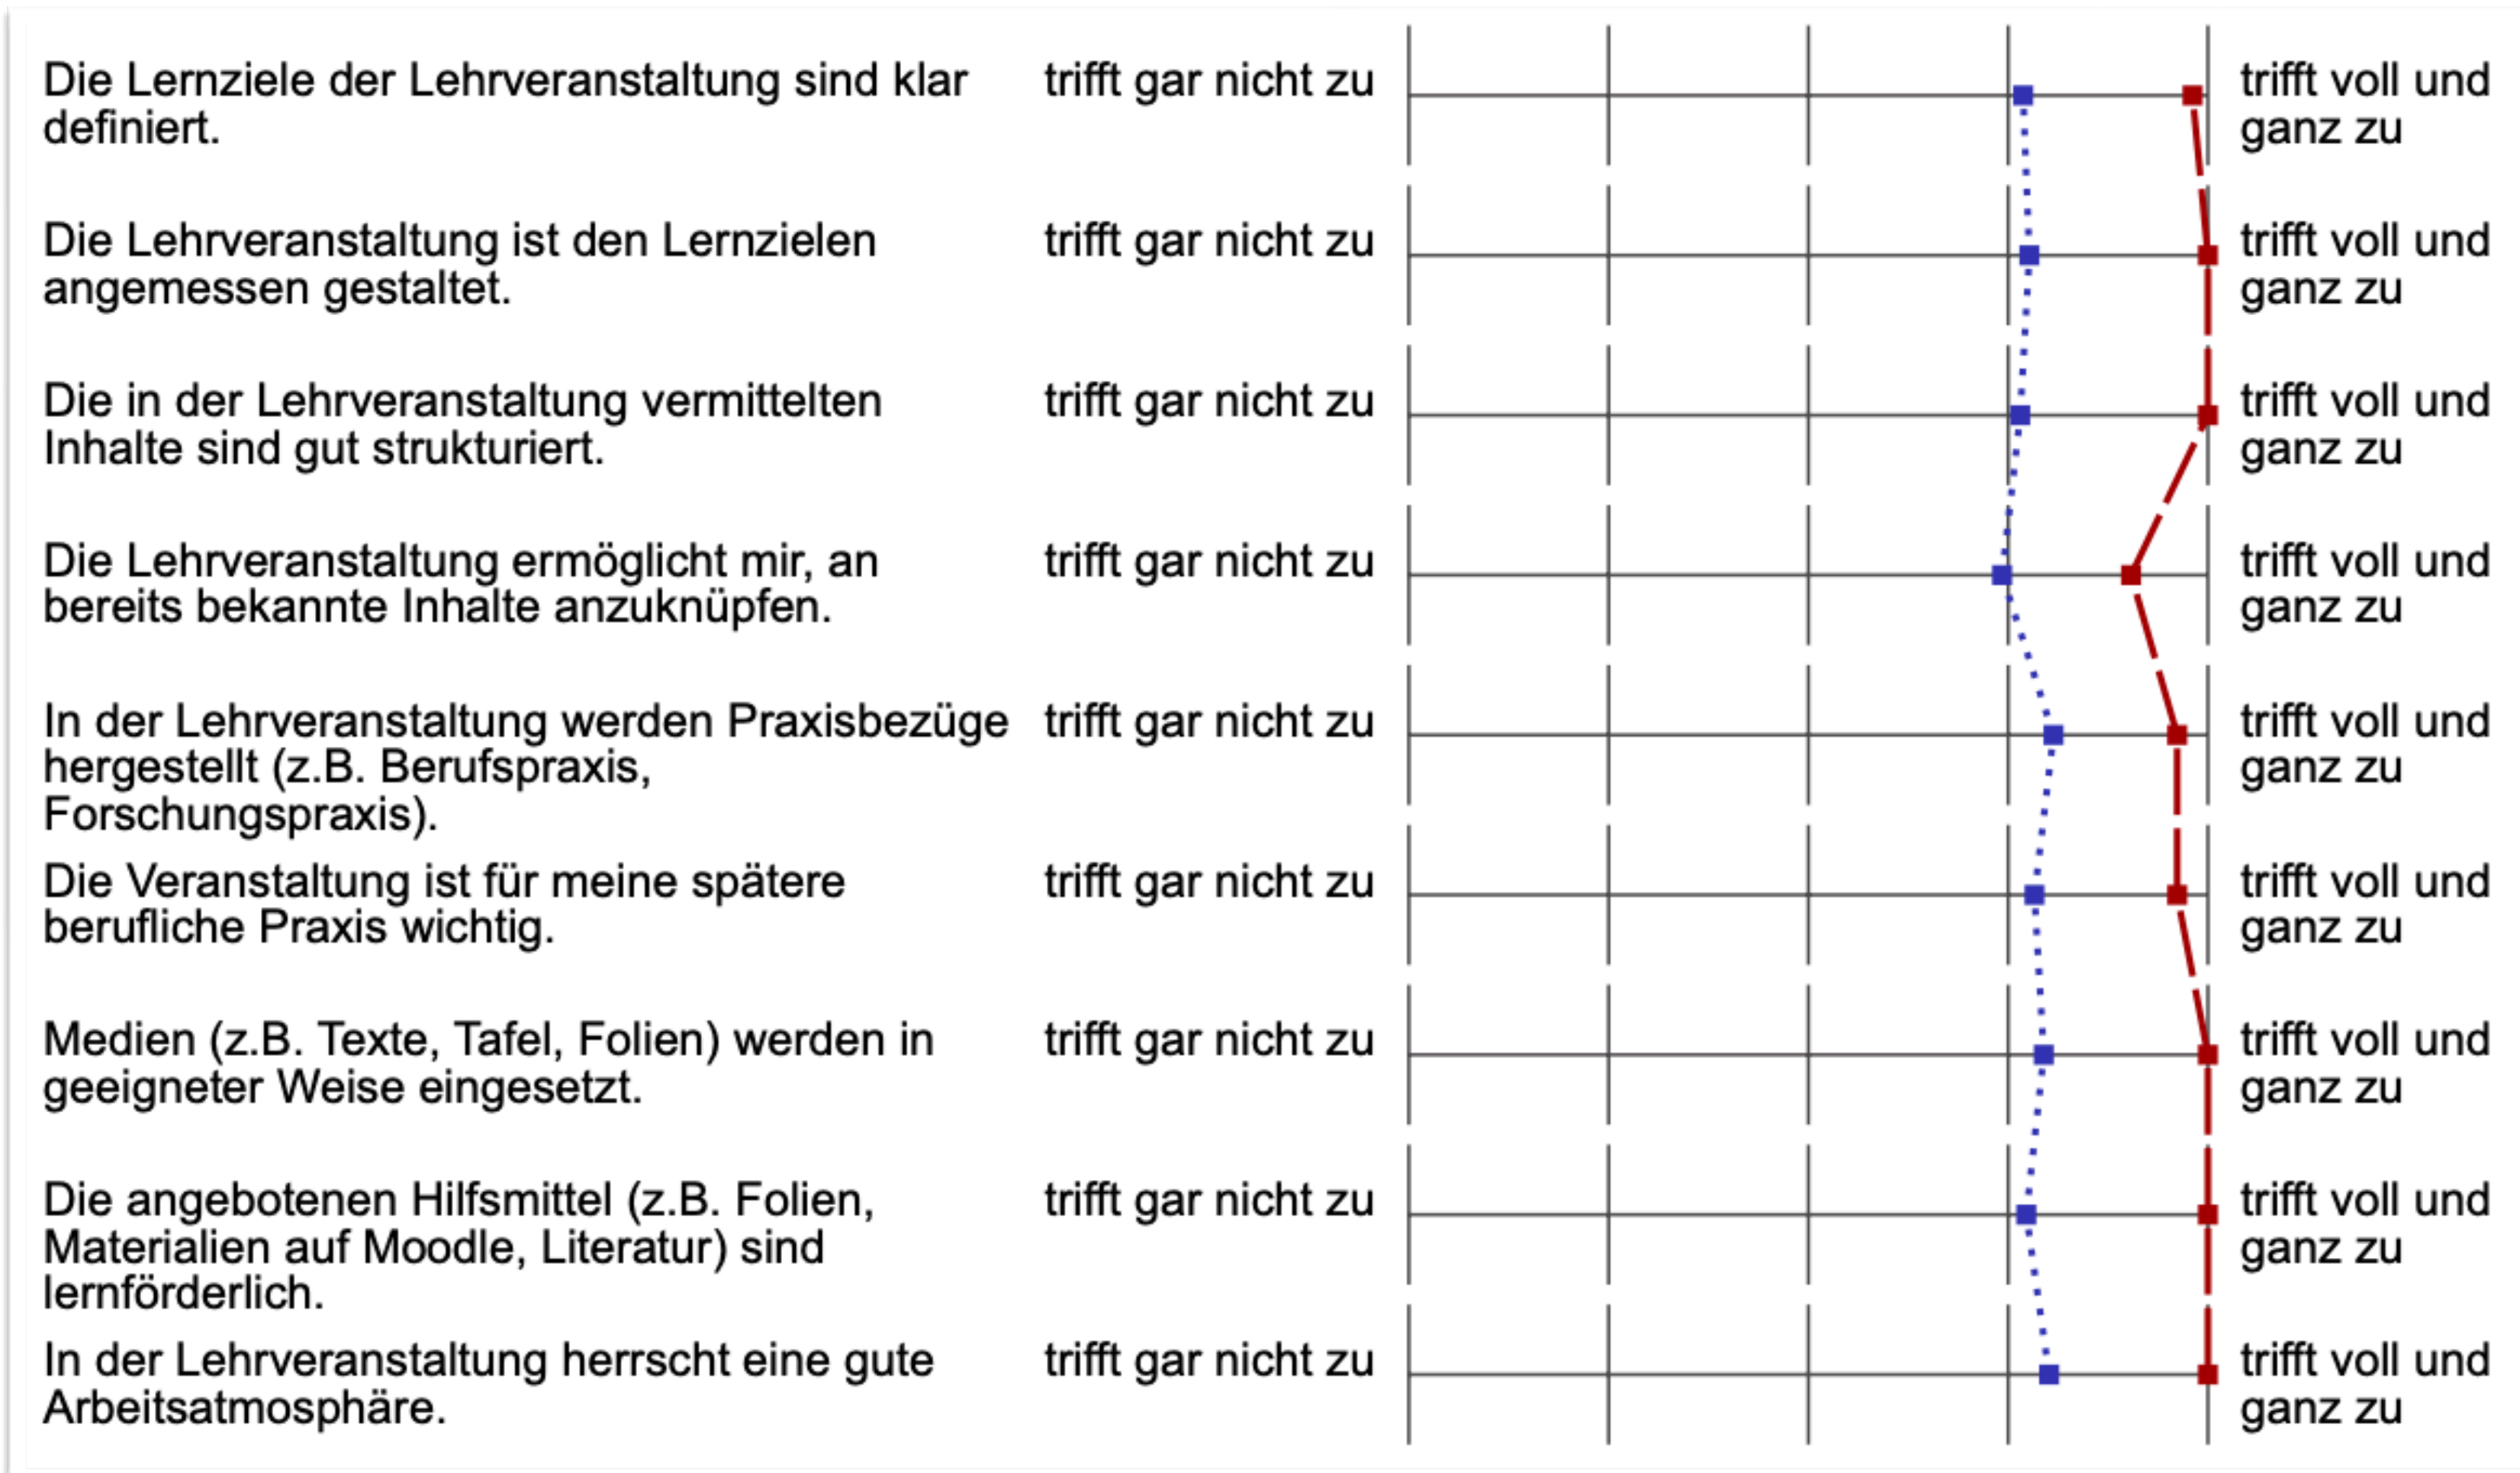 Die Lernziele der Lehrveranstaltung sind klar trifft gar nicht zu trifft voll und
definiert. ganz zu
Die Lehrveranstaltung ist den Lernzielen trifft gar nicht zu trifft voll und
angemessen gestaltet. ganz zu
Die in der Lehrveranstaltung vermittelten trifft gar nicht zu trifft voll und
Inhalte sind gut strukturiert. ganz zu
Die Lehrveranstaltung ermöglicht mir, an trifft gar nicht zu trifft voll und
bereits bekannte Inhalte anzuknüpfen. ganz zu
In der Lehrveranstaltung werden Praxisbezüge trifft gar nicht zu trifft voll und
hergestellt (z.B. Berufspraxis, ganz zu
Forschungspraxis).
Die Veranstaltung ist für meine spätere trifft gar nicht zu trifft voll und
berufliche Praxis wichtig. ganz zu
Medien (z.B. Texte, Tafel, Folien) werden in trifft gar nicht zu trifft voll und
geeigneter Weise eingesetzt. ganz zu
Die angebotenen Hilfsmittel (z.B. Folien, trifft gar nicht zu trifft voll und
Materialien auf Moodle, Literatur) sind ganz zu
lernförderlich.
In der Lehrveranstaltung herrscht eine gute trifft gar nicht zu trifft voll und
Arbeitsatmosphäre. ganz zu